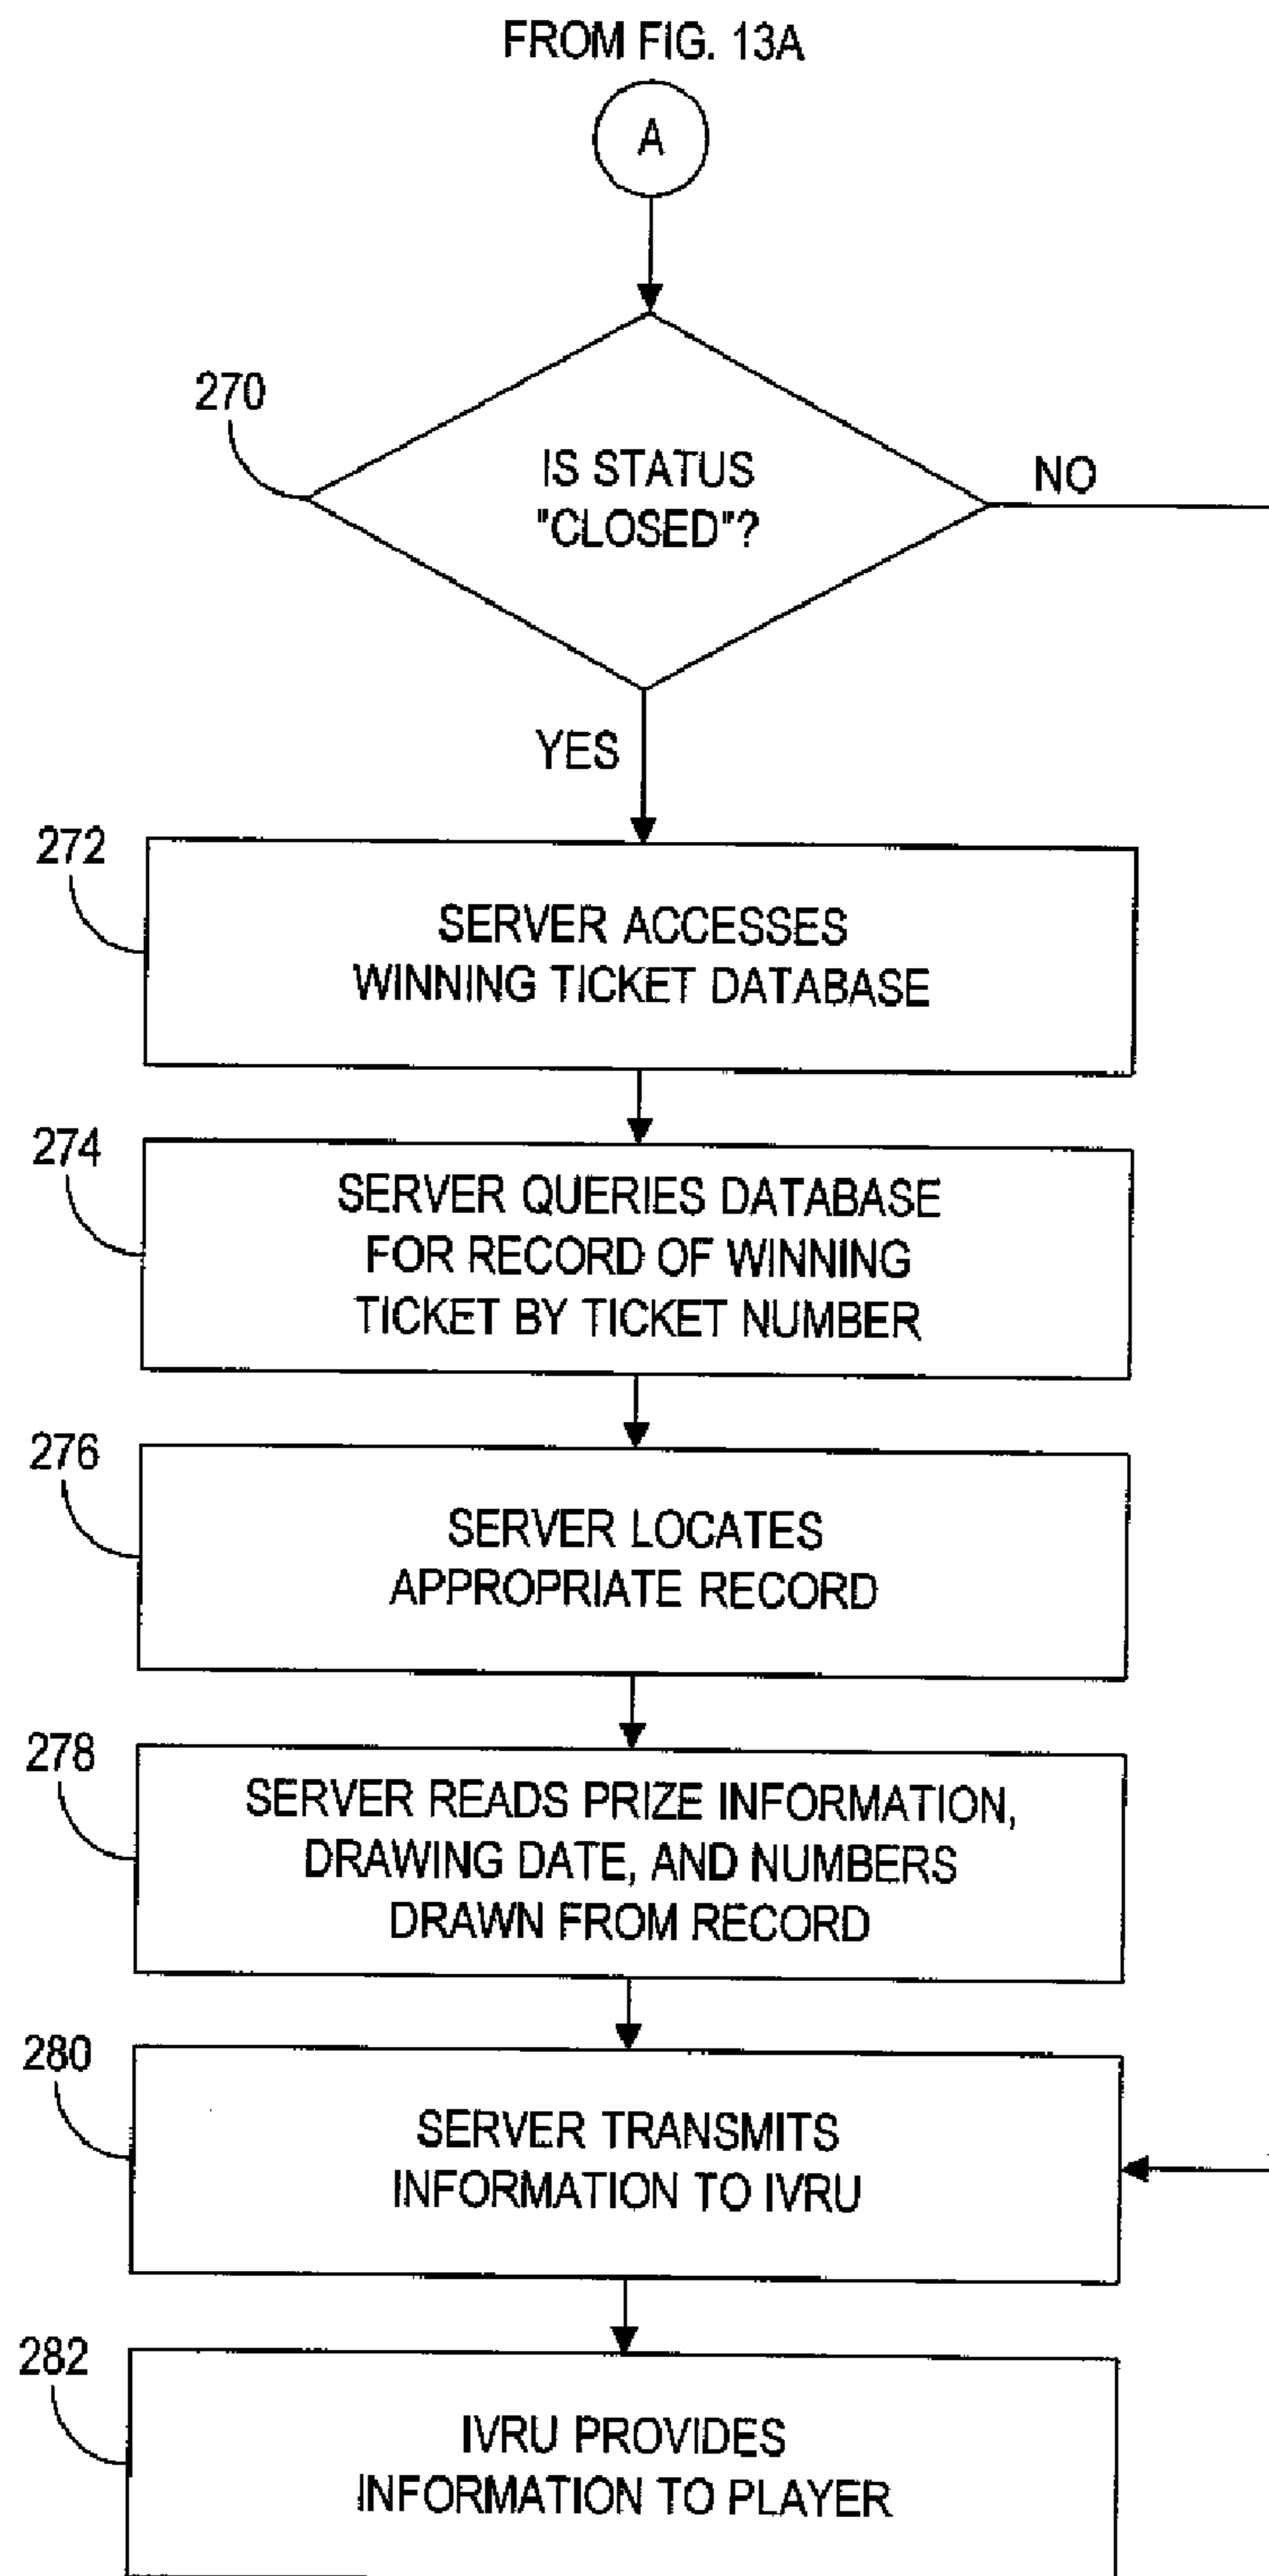 FROM FIG. 13A
A
270
IS STATUS
"CLOSED"?
NO
YES
272
SERVER ACCESSES
WINNING TICKET DATABASE
274
SERVER QUERIES DATABASE
FOR RECORD OF WINNING
TICKET BY TICKET NUMBER
276
SERVER LOCATES
APPROPRIATE RECORD
278
SERVER READS PRIZE INFORMATION,
DRAWING DATE, AND NUMBERS
DRAWN FROM RECORD
280
SERVER TRANSMITS
INFORMATION TO IVRU
282
IVRU PROVIDES
INFORMATION TO PLAYER